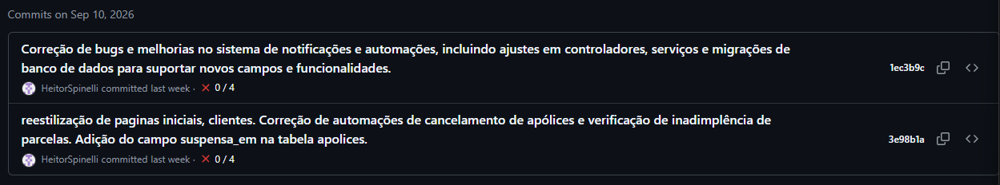 Commits on Sep 10, 2026
Correção de bugs e melhorias no sistema de notificações e automações, incluindo ajustes em controladores, serviços e migrações de
banco de dados para suportar novos campos e funcionalidades.
1ec3b9c
HeitorSpinelli committed last week · 0 / 4
reestilização de paginas iniciais, clientes. Correção de automações de cancelamento de apólices e verificação de inadimplência de
parcelas. Adição do campo suspensa_em na tabela apolices.
3e98b1a
HeitorSpinelli committed last week · 0 / 4